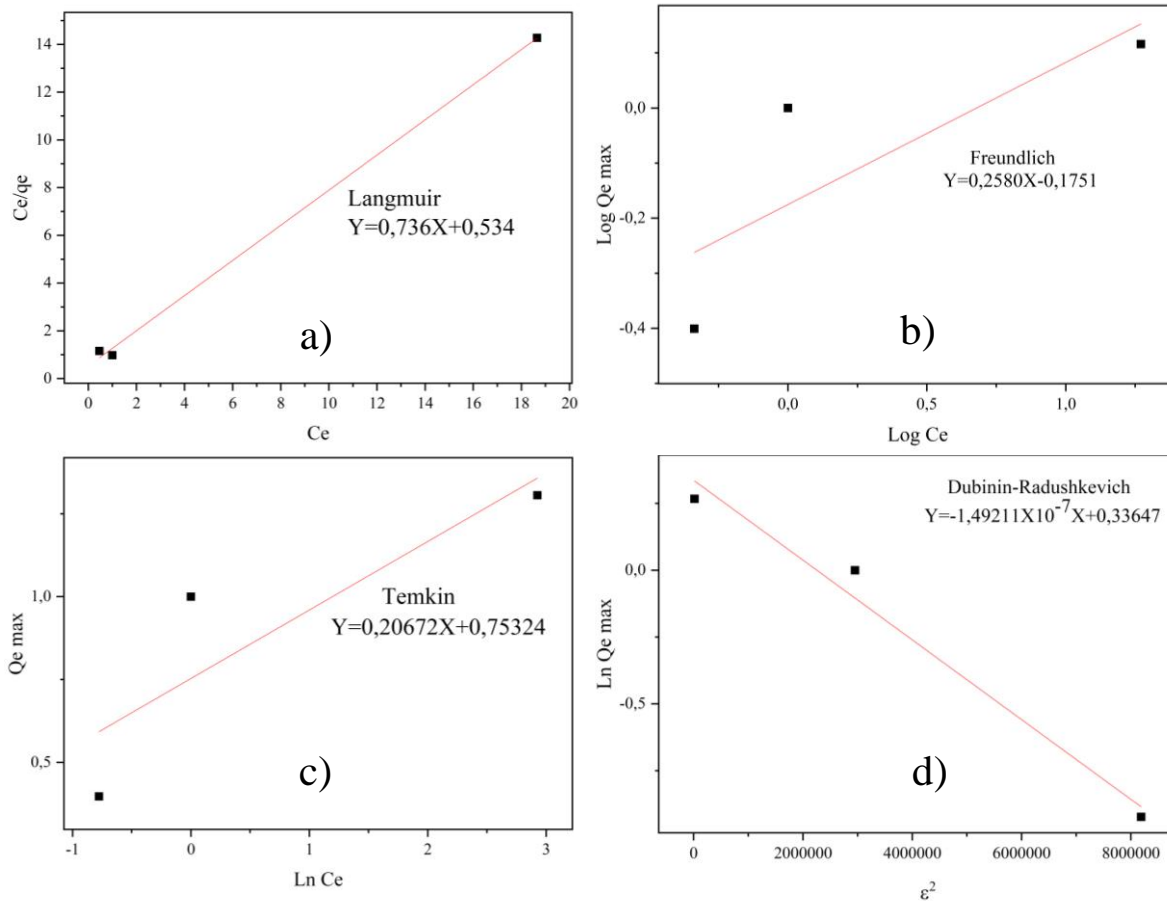 Ce/qe
14
12
10
8
6
4
2
0
Langmuir
Y=0,736X+0,534
a)
0 2 4 6 8 10 12 14 16 18 20
Ce
Log Qe max
0,0
-0,2
-0,4
Freundlich
Y=0,2580X-0,1751
b)
0,0 0,5 1,0
Log Ce
Qe max
1,0
0,5
Temkin
Y=0,20672X+0,75324
c)
-1 0 1 2 3
Ln Ce
Ln Qe max
0,0
-0,5
Dubinin-Radushkevich
Y=-1,49211X10⁻⁷X+0,33647
d)
0 2000000 4000000 6000000 8000000
ε²